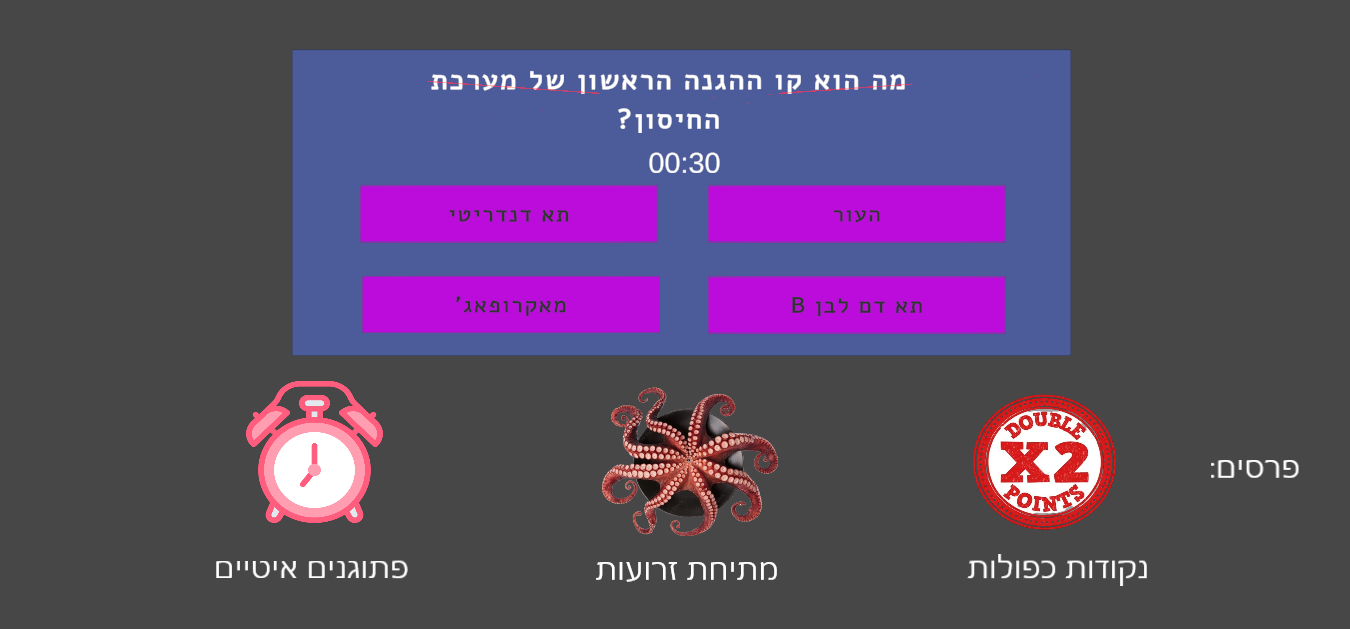 מה הוא קו ההגנה הראשון של מערכת
החיסון?
00:30
העור
תא דנדריטי
תא דם לבן B
מאקרופאג'
פרסים:
DOUBLE
X2
POINTS
נקודות כפולות
מתיחת זרועות
פתוגנים איטיים